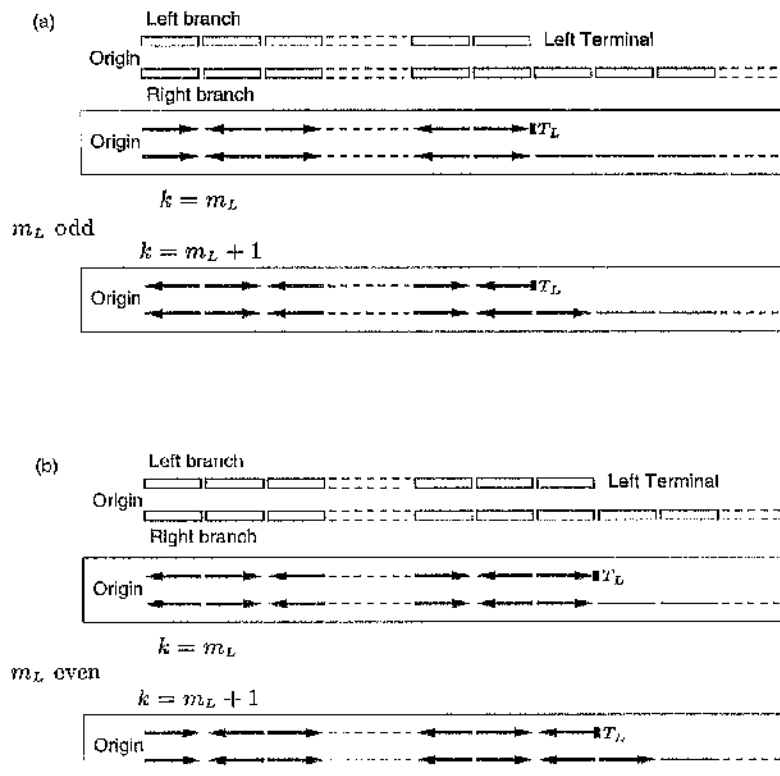 (a)
Left branch
Left Terminal
Origin
Right branch
Origin
T_L
k = m_L
m_L odd
k = m_L + 1
Origin
T_L
(b)
Left branch
Left Terminal
Origin
Right branch
Origin
T_L
k = m_L
m_L even
k = m_L + 1
Origin
T_L